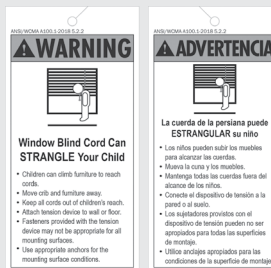 ANSI/WCMA A100.1-2018 5.2.2
WARNING
Window Blind Cord Can
STRANGLE Your Child
• Children can climb furniture to reach
cords.
• Move crib and furniture away.
• Keep all cords out of children's reach.
• Attach tension device to wall or floor.
• Fasteners provided with the tension
device may not be appropriate for all
mounting surfaces.
• Use appropriate anchors for the
mounting surface conditions.
ANSI/WCMA A100.1-2018 5.2.2
ADVERTENCIA
La cuerda de la persiana puede
ESTRANGULAR su niño
• Los niños pueden subir los muebles
para alcanzar las cuerdas.
• Mueva la cuna y los muebles.
• Mantenga todas las cuerdas fuera del
alcance de los niños.
• Conecte el dispositivo de tensión a la
pared o al suelo.
• Los sujetadores provistos con el
dispositivo de tensión pueden no ser
apropiados para todas las superficies
de montaje.
• Utilice anclajes apropiados para las
condiciones de la superficie de montaje